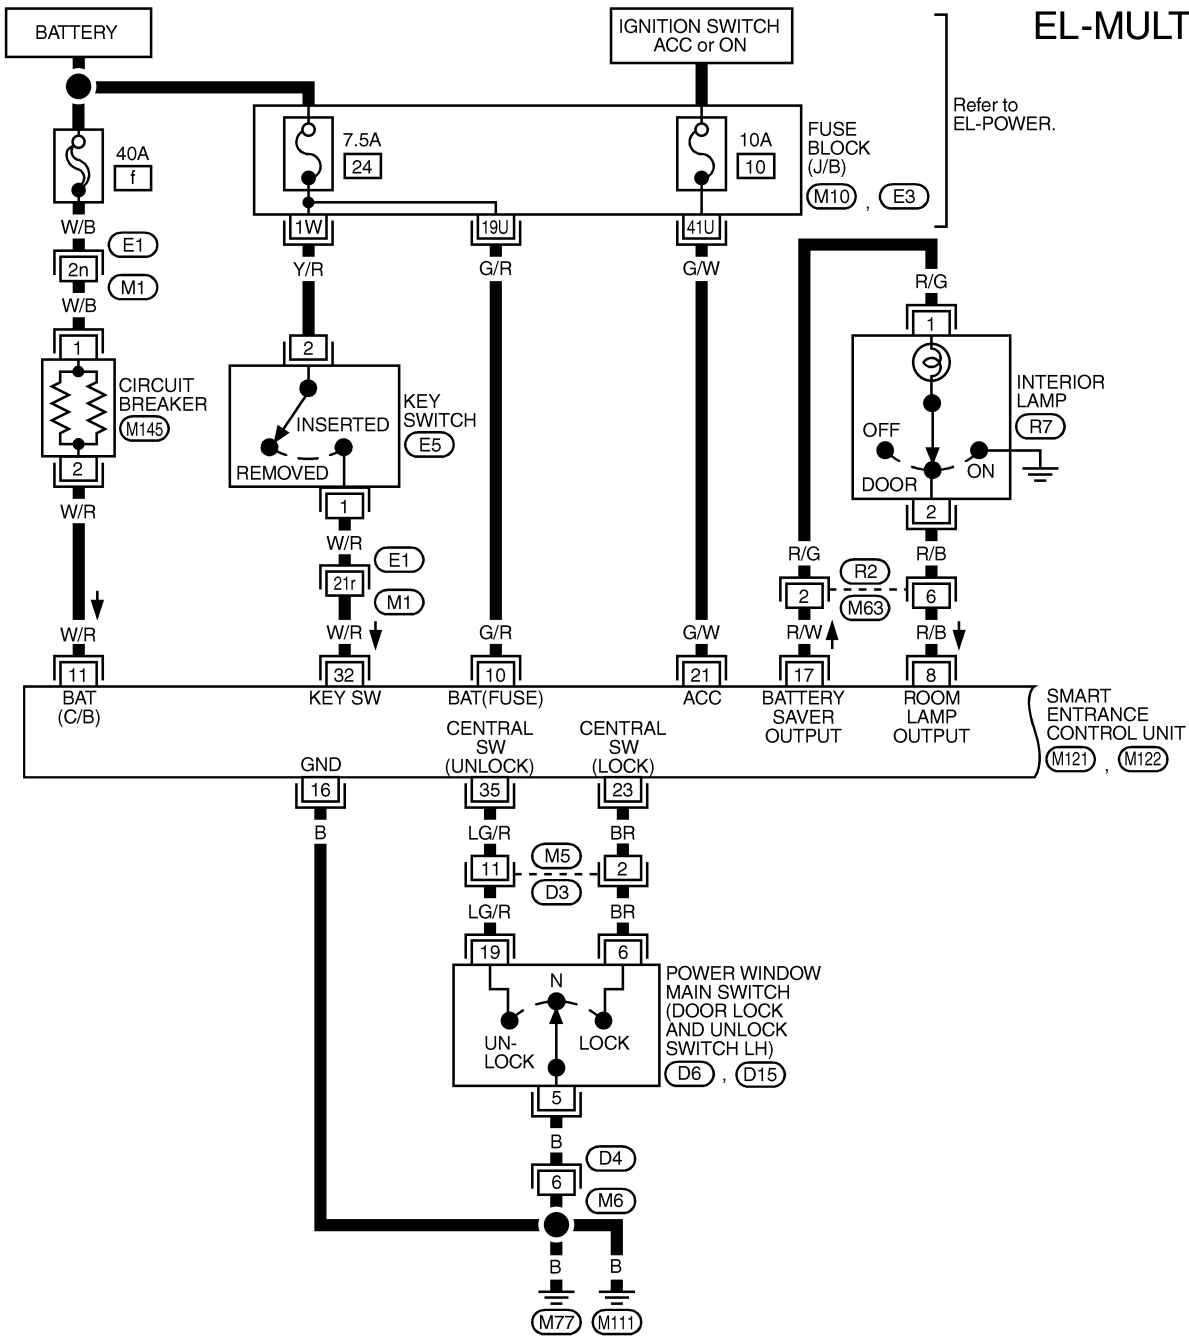 EL-MULT
BATTERY
IGNITION SWITCH
ACC or ON
Refer to
EL-POWER.
40A
f
7.5A
24
10A
10
FUSE
BLOCK
(J/B)
M10 , E3
1W
19U
41U
W/B
E1
2n
M1
W/B
Y/R
G/R
G/W
R/G
1
2
1
CIRCUIT
BREAKER
M145
2
INSERTED
REMOVED
KEY
SWITCH
E5
1
OFF
DOOR
ON
INTERIOR
LAMP
R7
2
W/R
W/R
E1
21r
M1
R/G
R/B
R2
2
6
M63
W/R
W/R
G/R
G/W
R/W
R/B
11
32
10
21
17
8
BAT
(C/B)
KEY SW
BAT(FUSE)
ACC
BATTERY
SAVER
OUTPUT
ROOM
LAMP
OUTPUT
SMART
ENTRANCE
CONTROL UNIT
M121 , M122
GND
CENTRAL
SW
(UNLOCK)
CENTRAL
SW
(LOCK)
16
35
23
B
LG/R
BR
M5
11
2
D3
LG/R
BR
19
6
N
UN-
LOCK
LOCK
POWER WINDOW
MAIN SWITCH
(DOOR LOCK
AND UNLOCK
SWITCH LH)
D6 , D15
5
B
D4
6
M6
B
B
M77
M111